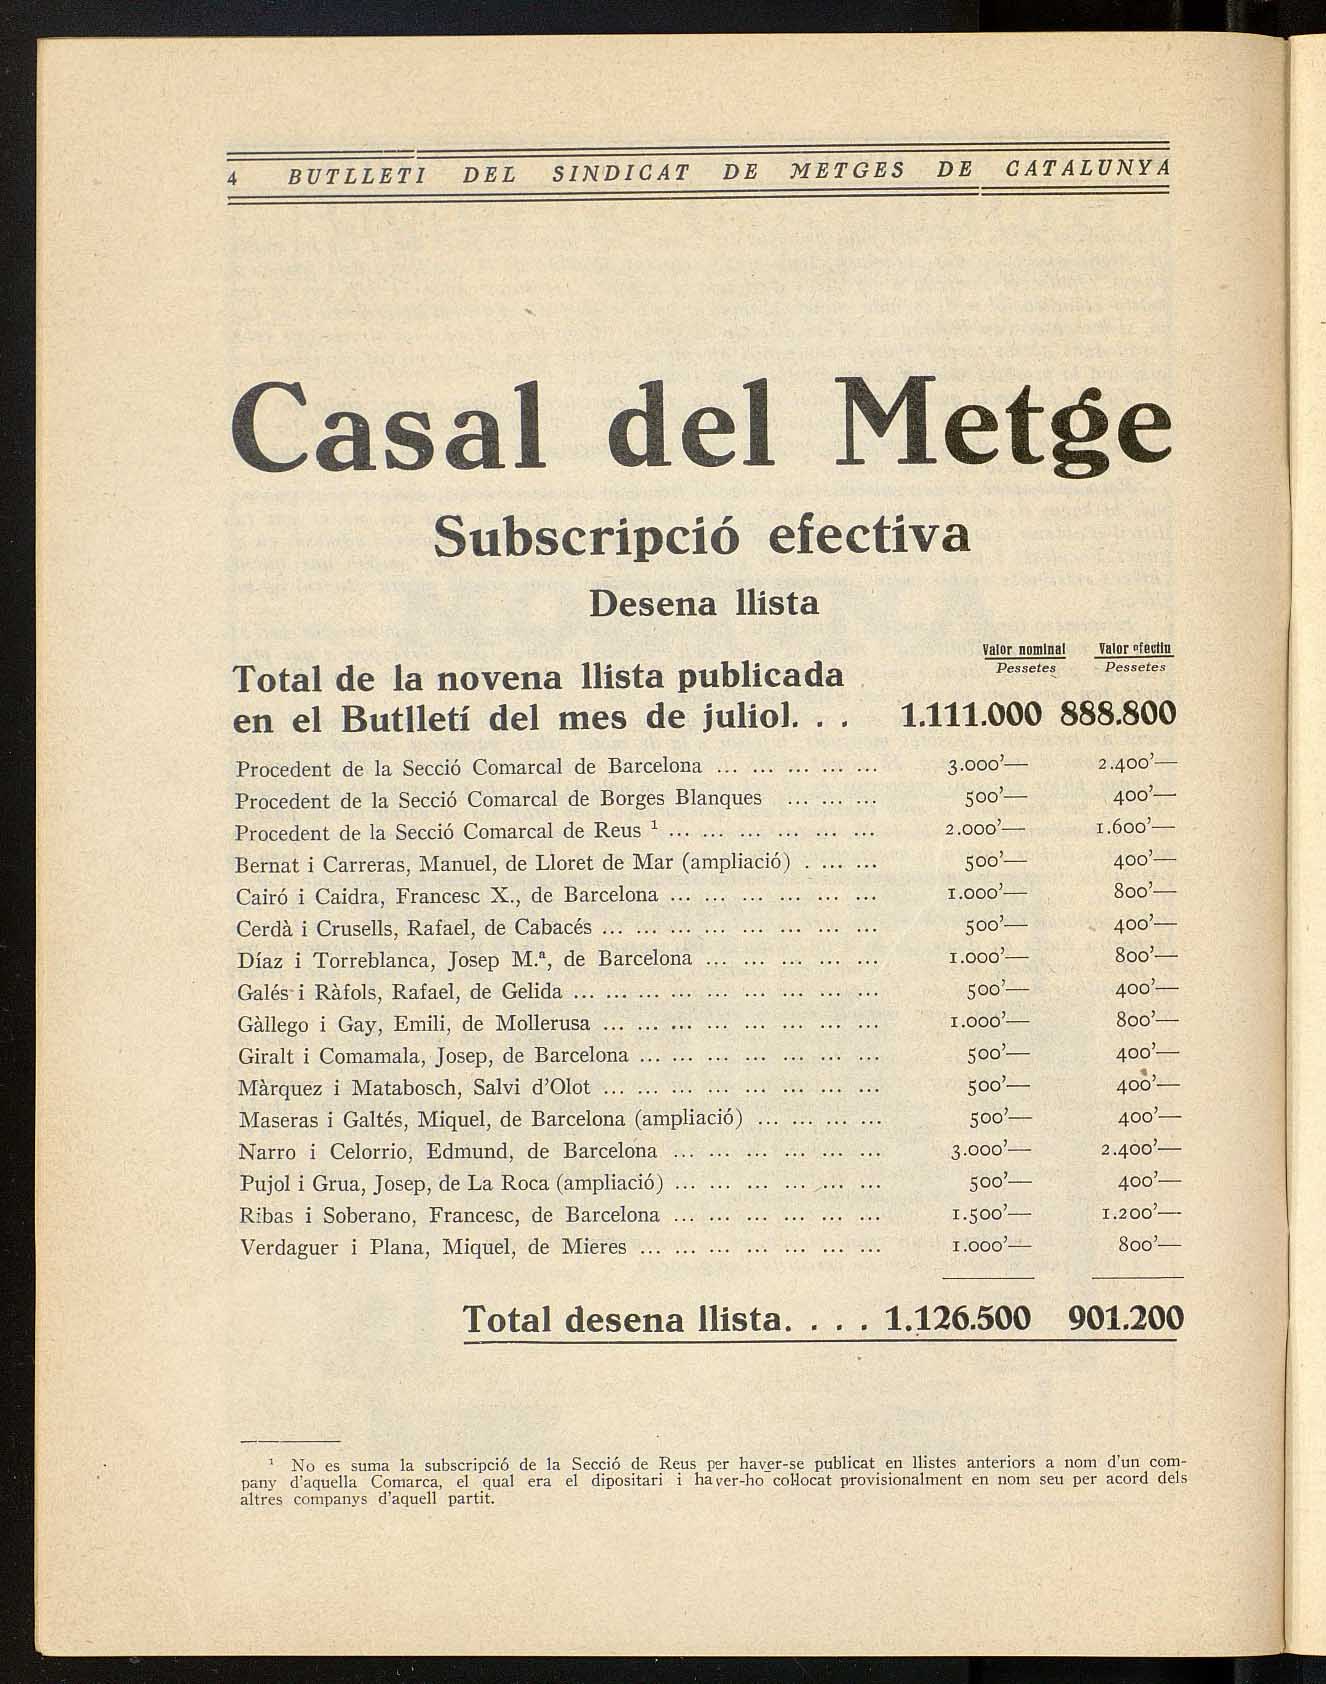 4 BUTLLETI DEL SINDICAT DE METGES DE CATALUNYA
Casal del Metge
Subscripció efectiva
Desena llista
Valor nominal Valor efectiu
Pessetes Pessetes
Total de la novena llista publicada
en el Butlletí del mes de juliol. . . 1.111.000 888.800
Procedent de la Secció Comarcal de Barcelona ... ... ... ... ... 3.000’— 2.400’—
Procedent de la Secció Comarcal de Borges Blanques ... ... ... 500’— 400’—
Procedent de la Secció Comarcal de Reus ¹ ... ... ... ... ... ... 2.000’— 1.600’—
Bernat i Carreras, Manuel, de Lloret de Mar (ampliació) . ... ... 500’— 400’—
Cairó i Caidra, Francesc X., de Barcelona ... ... ... ... ... ... 1.000’— 800’—
Cerdà i Crusells, Rafael, de Cabacés ... ... ... ... ... ... ... ... 500’— 400’—
Díaz i Torreblanca, Josep M.ª, de Barcelona ... ... ... ... ... 1.000’— 800’—
Galés i Ràfols, Rafael, de Gelida ... ... ... ... ... ... ... ... ... 500’— 400’—
Gàllego i Gay, Emili, de Mollerusa ... ... ... ... ... ... ... ... 1.000’— 800’—
Giralt i Comamala, Josep, de Barcelona ... ... ... ... ... ... ... 500’— 400’—
Màrquez i Matabosch, Salvi d’Olot ... ... ... ... ... ... ... ... 500’— 400’—
Maseras i Galtés, Miquel, de Barcelona (ampliació) ... ... ... ... 500’— 400’—
Narro i Celorrio, Edmund, de Barcelona ... ... ... ... ... ... 3.000’— 2.400’—
Pujol i Grua, Josep, de La Roca (ampliació) ... ... ... ... ... ... 500’— 400’—
Ribas i Soberano, Francesc, de Barcelona ... ... ... ... ... ... 1.500’— 1.200’—
Verdaguer i Plana, Miquel, de Mieres ... ... ... ... ... ... ... 1.000’— 800’—
Total desena llista. . . . 1.126.500 901.200
¹ No es suma la subscripció de la Secció de Reus per haver-se publicat en llistes anteriors a nom d’un com-
pany d’aquella Comarca, el qual era el dipositari i haver-ho col·locat provisionalment en nom seu per acord dels
altres companys d’aquell partit.